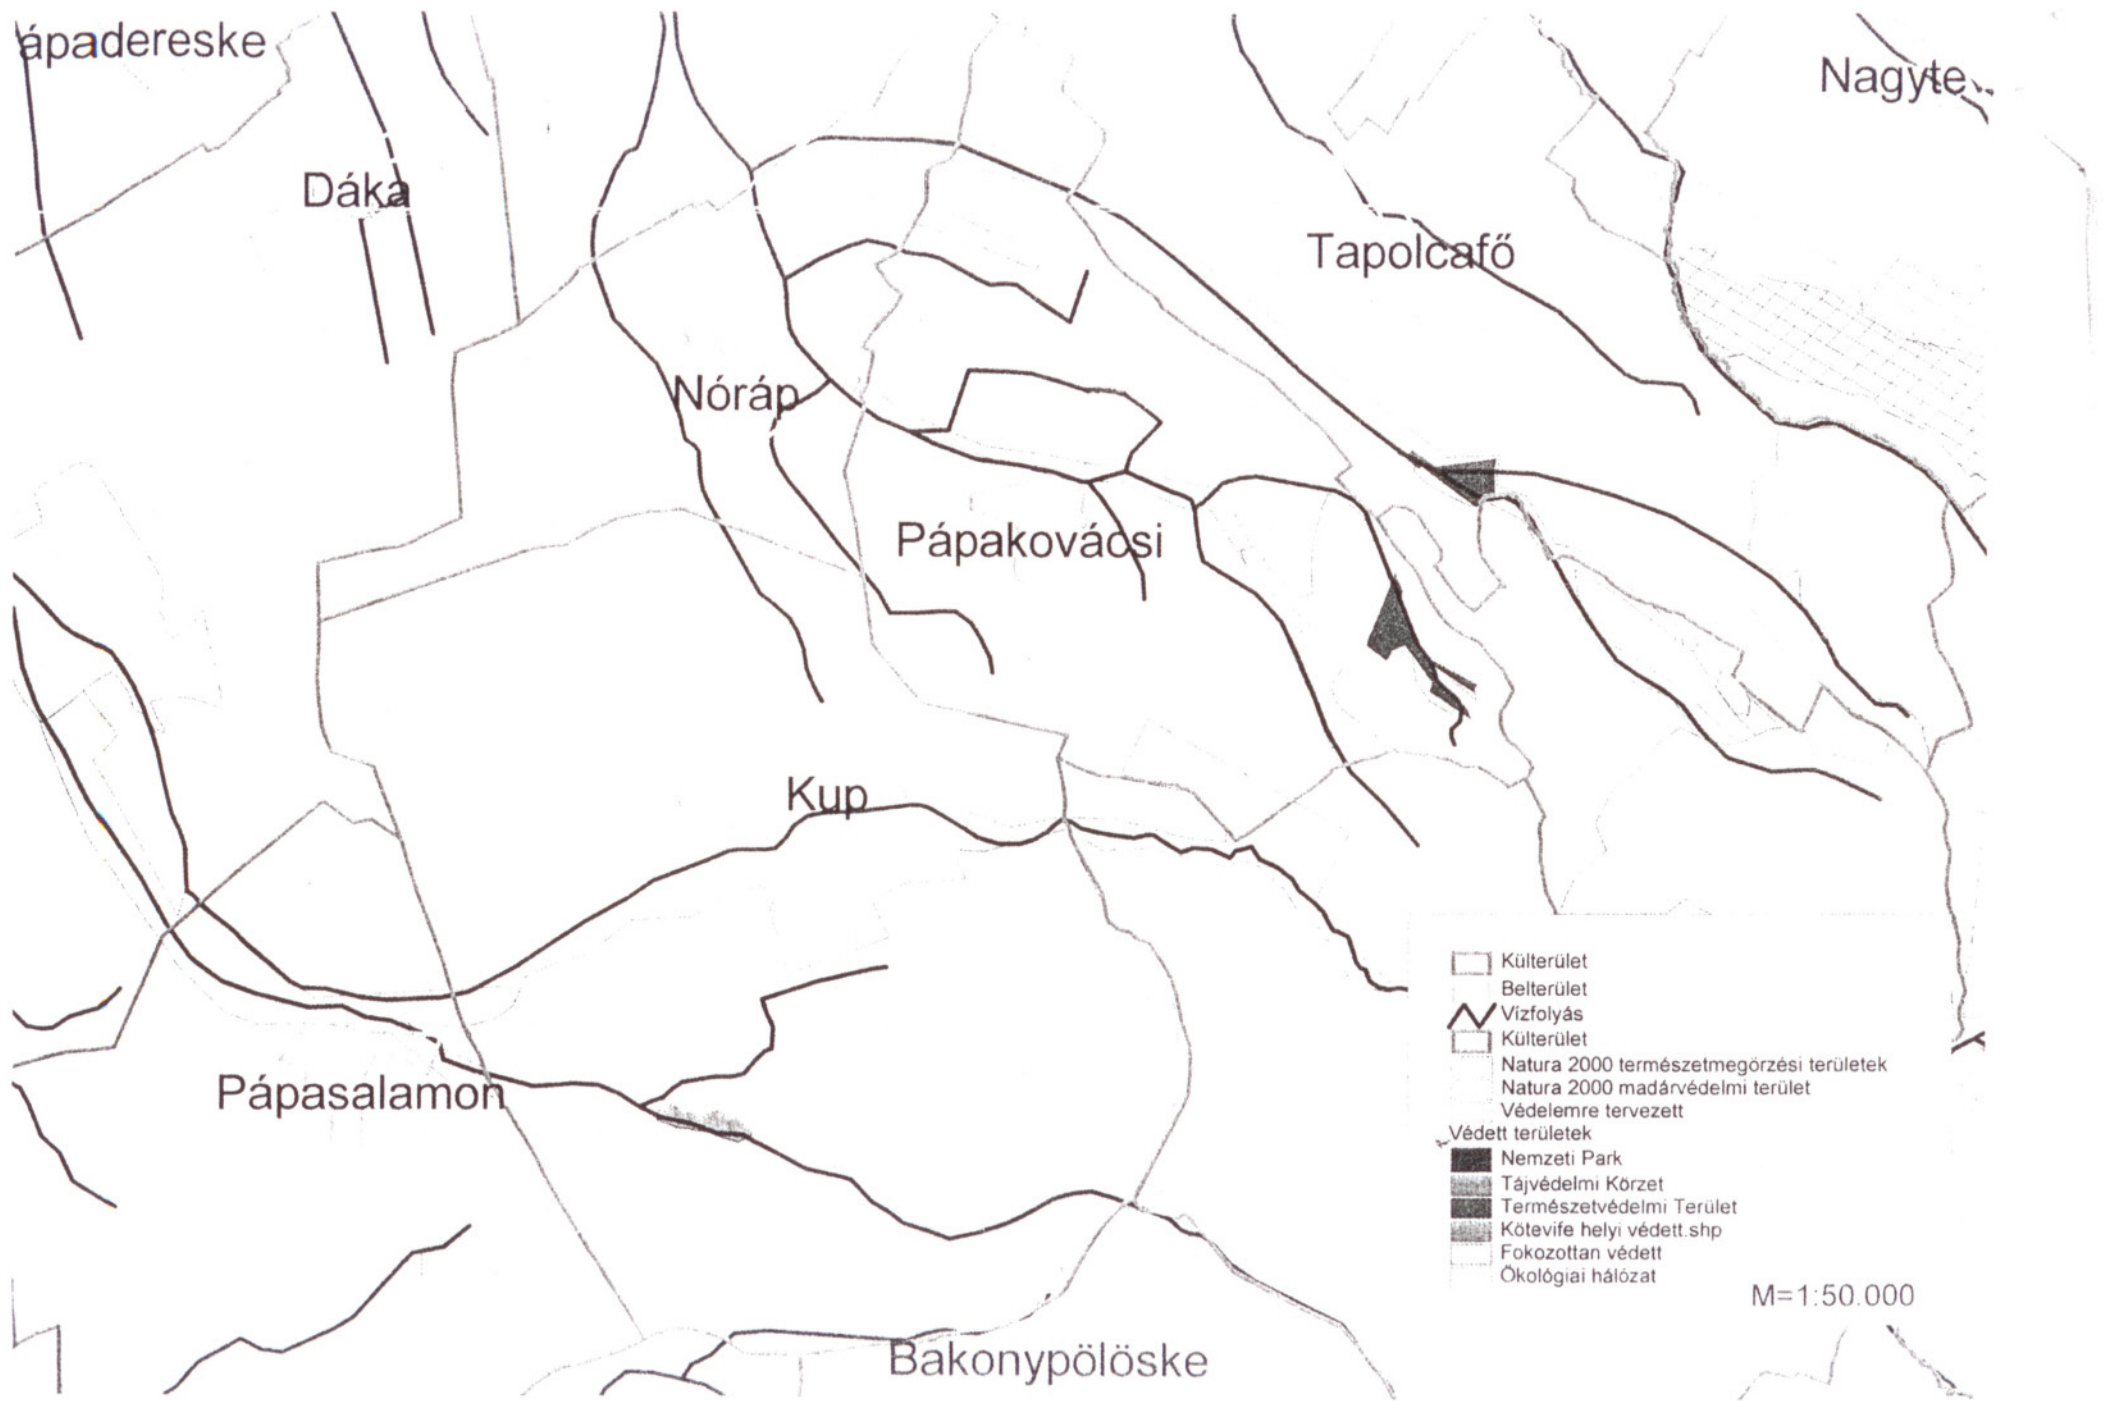 ápadereske
Nagyte
Dáka
Tapolcafő
Nóráp
Pápakovácsi
Kup
Pápasalamon
Bakonypölöske
Külterület
Belterület
Vízfolyás
Külterület
Natura 2000 természetmegőrzési területek
Natura 2000 madárvédelmi terület
Védelemre tervezett
Védett területek
Nemzeti Park
Tájvédelmi Körzet
Természetvédelmi Terület
Kötevife helyi védett.shp
Fokozottan védett
Ökológiai hálózat
M=1:50.000